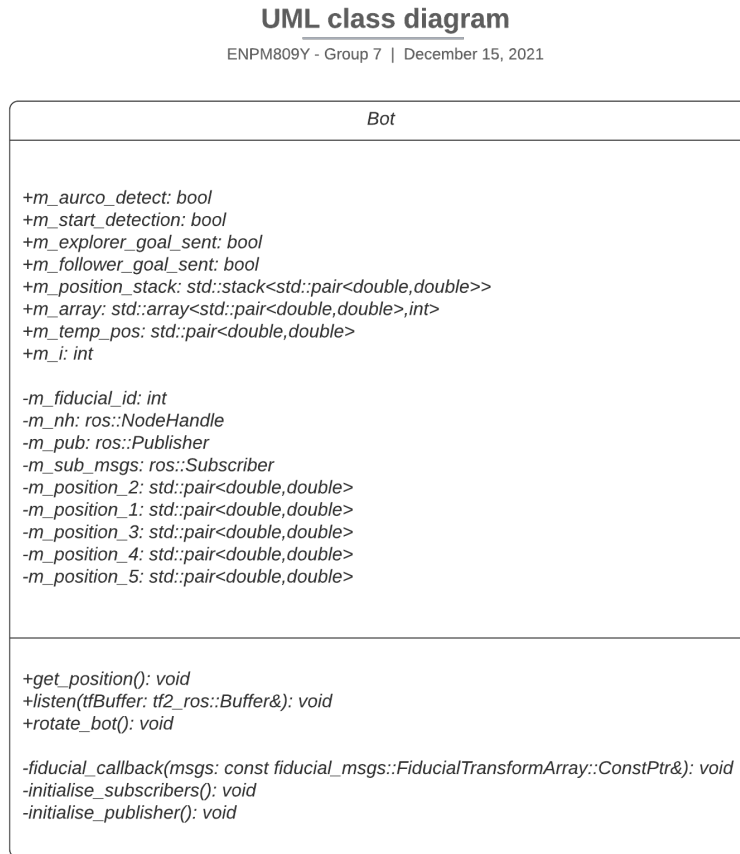 UML class diagram
ENPM809Y - Group 7 | December 15, 2021
Bot
+m_aurco_detect: bool
+m_start_detection: bool
+m_explorer_goal_sent: bool
+m_follower_goal_sent: bool
+m_position_stack: std::stack<std::pair<double,double>>
+m_array: std::array<std::pair<double,double>,int>
+m_temp_pos: std::pair<double,double>
+m_i: int
-m_fiducial_id: int
-m_nh: ros::NodeHandle
-m_pub: ros::Publisher
-m_sub_msgs: ros::Subscriber
-m_position_2: std::pair<double,double>
-m_position_1: std::pair<double,double>
-m_position_3: std::pair<double,double>
-m_position_4: std::pair<double,double>
-m_position_5: std::pair<double,double>
+get_position(): void
+listen(tfBuffer: tf2_ros::Buffer&): void
+rotate_bot(): void
-fiducial_callback(msgs: const fiducial_msgs::FiducialTransformArray::ConstPtr&): void
-initialise_subscribers(): void
-initialise_publisher(): void